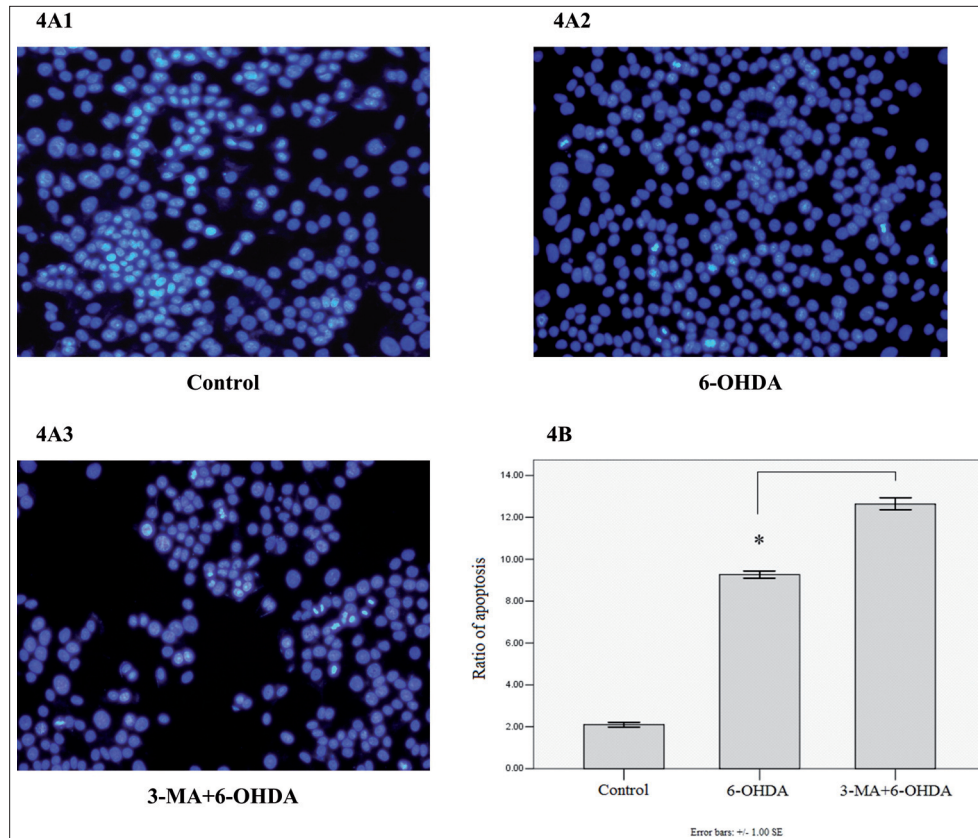 4A1
4A2
Control
6-OHDA
4A3
4B
3-MA+6-OHDA
Ratio of apoptosis
14.00
12.00
10.00
8.00
6.00
4.00
2.00
0.00
*
Control
6-OHDA
3-MA+6-OHDA
Error bars: +/- 1.00 SE